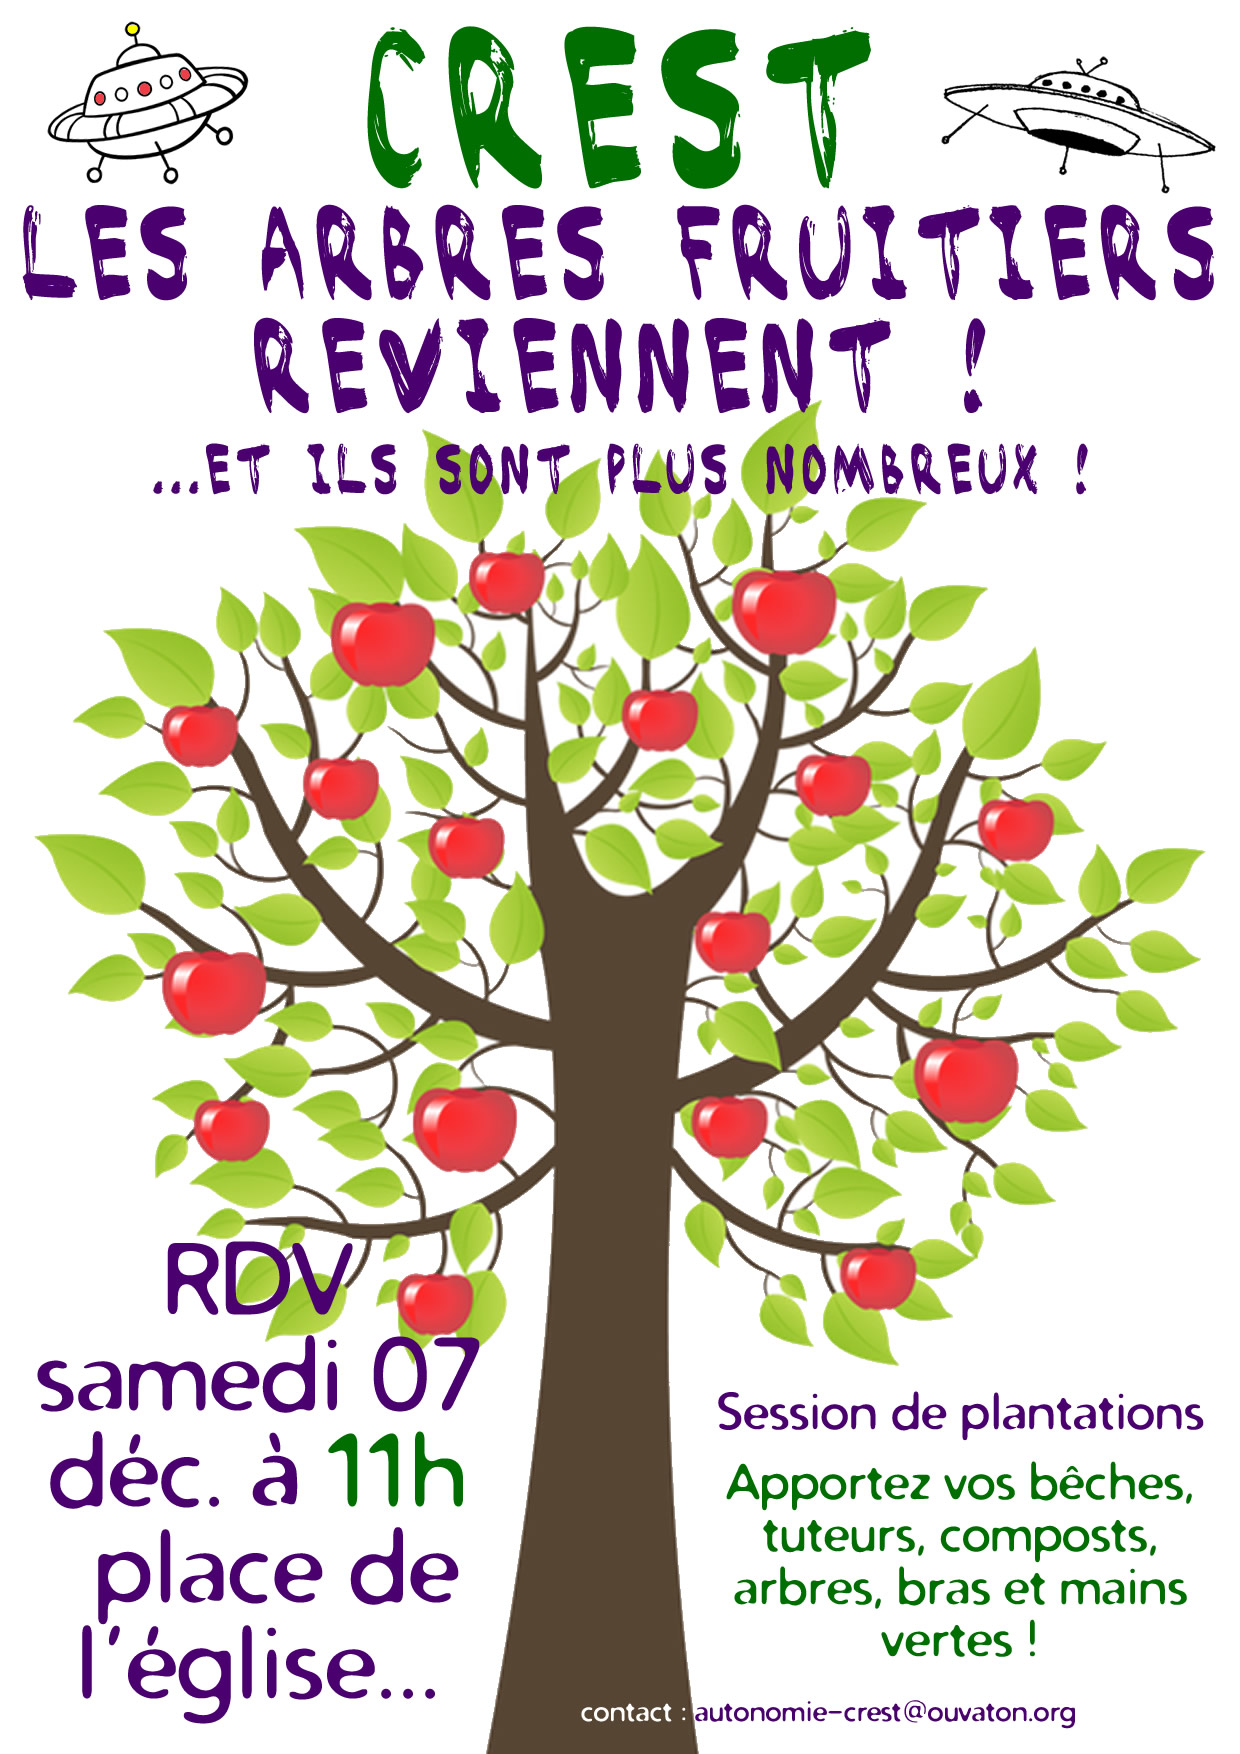 CREST
LES ARBRES FRUITIERS
REVIENNENT !
...ET ILS SONT PLUS NOMBREUX !
RDV
samedi 07
déc. à 11h
place de
l'église...
Session de plantations
Apportez vos bêches,
tuteurs, composts,
arbres, bras et mains
vertes !
contact : autonomie-crest@ouvaton.org